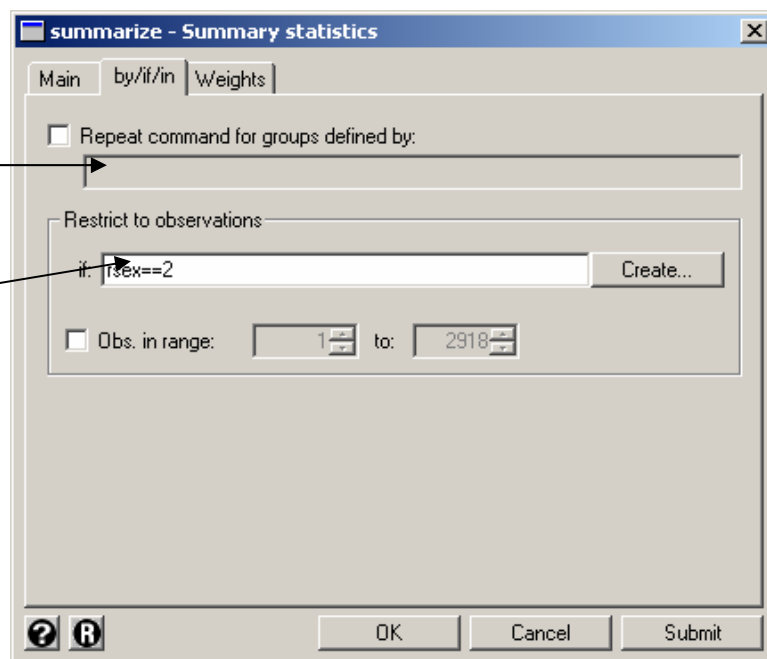 summarize - Summary statistics
Main by/if/in Weights
Repeat command for groups defined by:
Restrict to observations
if: rsex==2 Create...
Obs. in range: 1 to: 2918
? R OK Cancel Submit